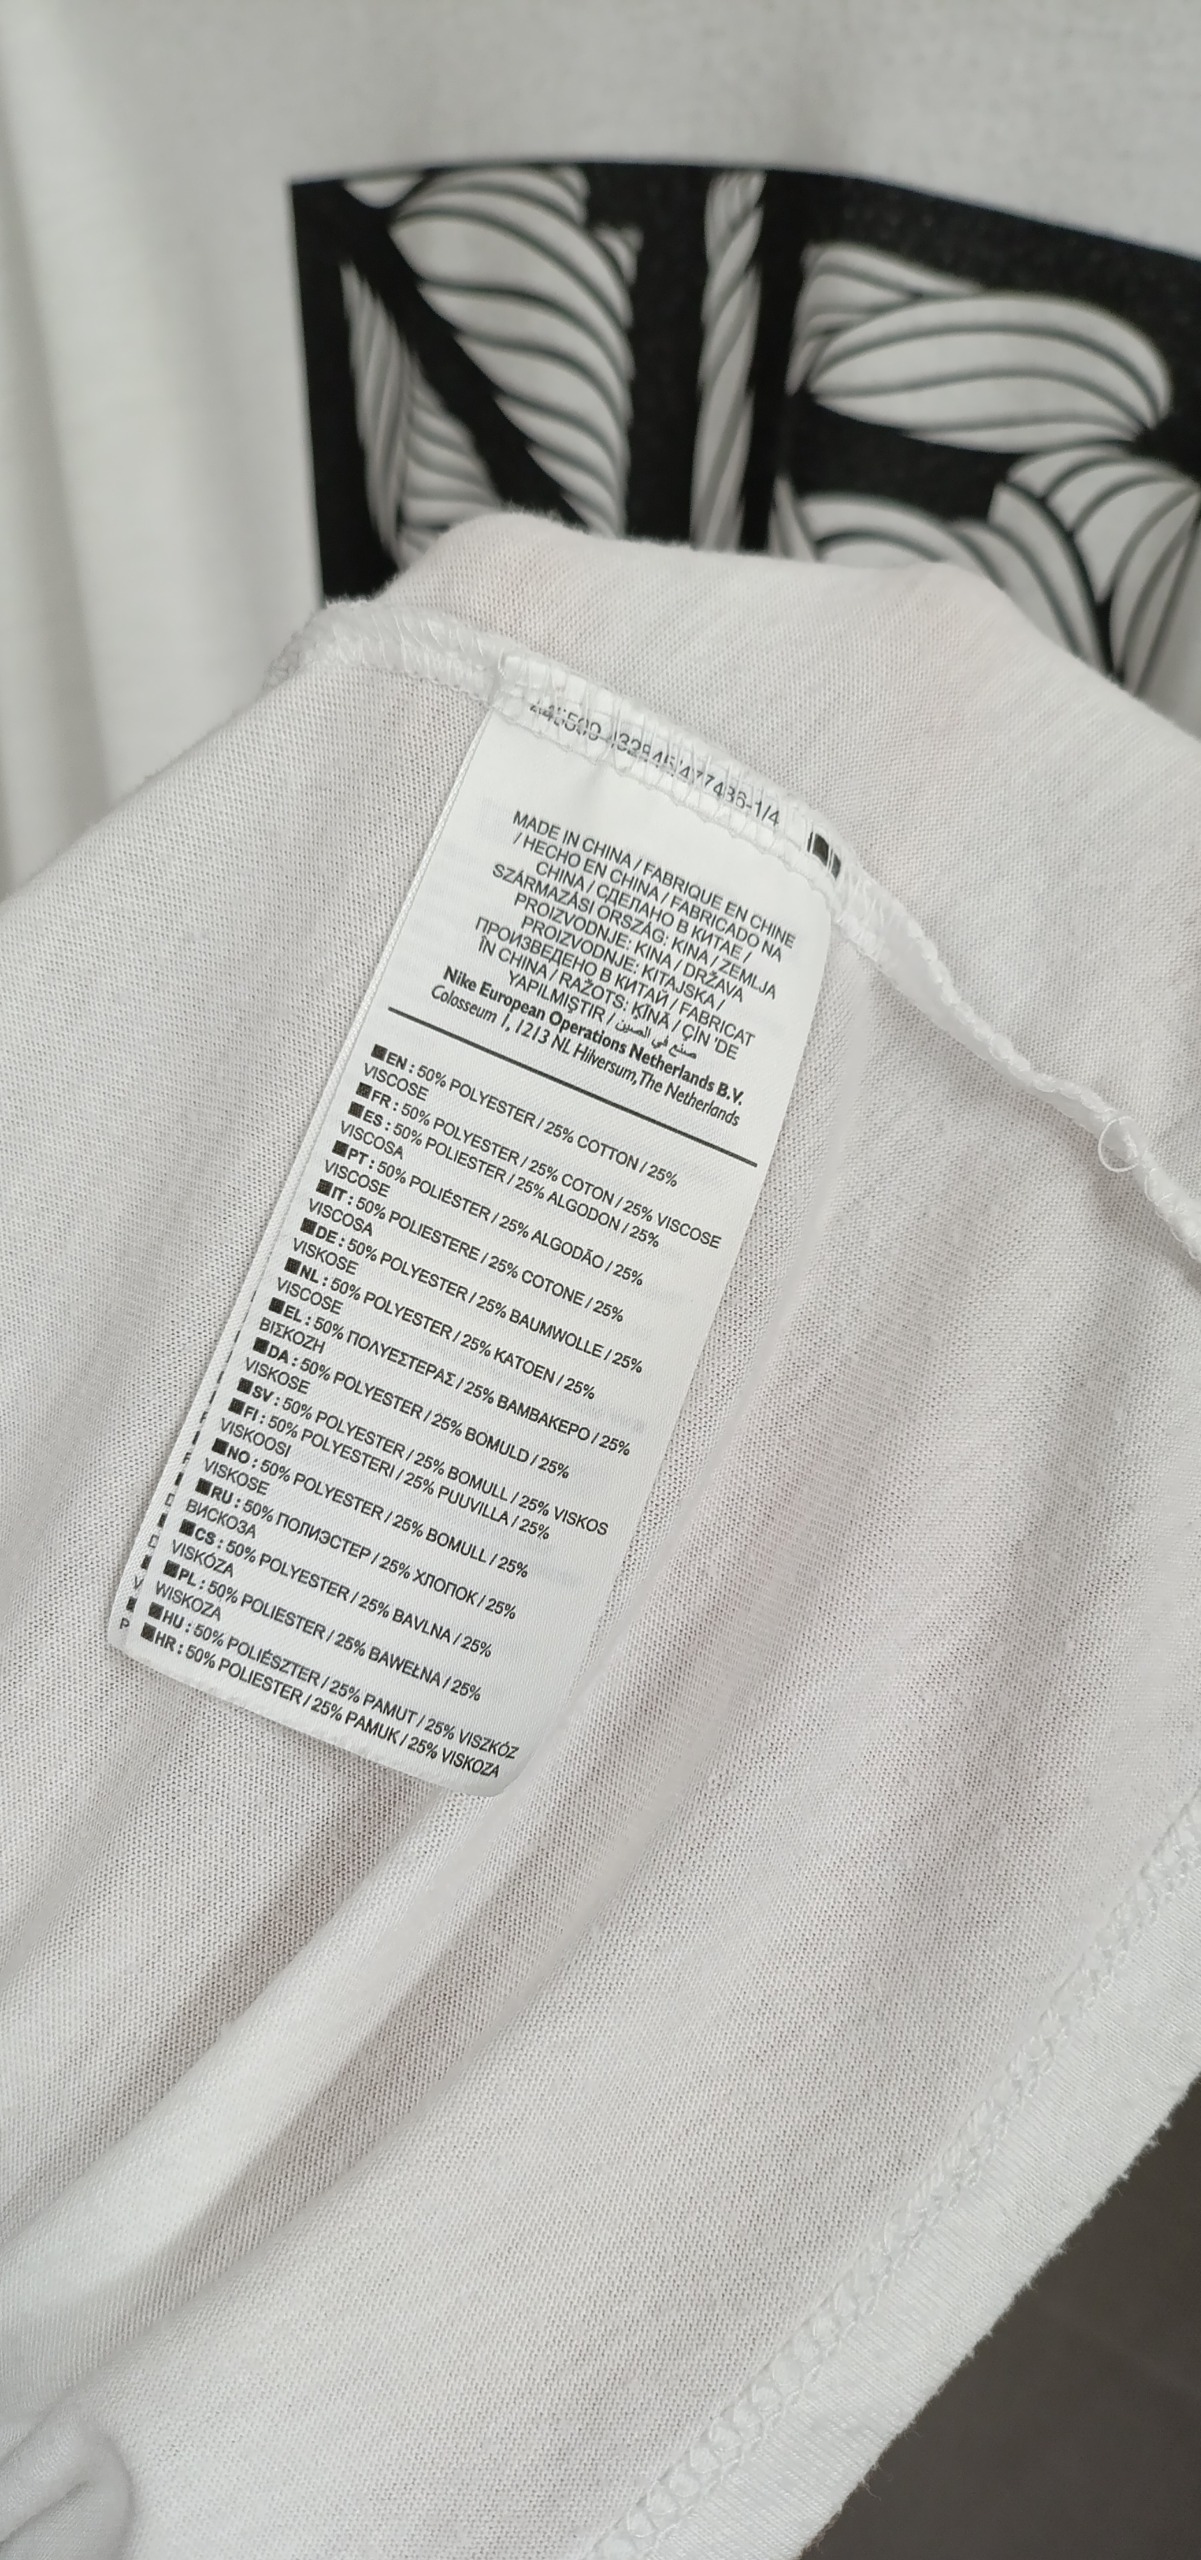 MADE IN CHINA / FABRIQUE EN CHINE
/ HECHO EN CHINA / FABRICADO NA
CHINA / СДЕЛАНО В КИТАЕ /
SZÁRMAZÁSI ORSZÁG: KINA / ZEMLJA
PROIZVODNJE: KINA / DRŽAVA
PROIZVODNJE: KITAJSKA /
ПРОИЗВЕДЕНО В КИТАЙ / FABRICAT
ÎN CHINA / RAŽOTS: ĶĪNĀ / ÇIN 'DE
YAPILMIŞTIR / صنع في الصين
Nike European Operations Netherlands B.V.
Colosseum 1, 1213 NL Hilversum, The Netherlands
EN : 50% POLYESTER / 25% COTTON / 25%
VISCOSE
FR : 50% POLYESTER / 25% COTON / 25% VISCOSE
ES : 50% POLIESTER / 25% ALGODON / 25%
VISCOSA
PT : 50% POLIÉSTER / 25% ALGODÃO / 25%
VISCOSE
IT : 50% POLIESTERE / 25% COTONE / 25%
VISCOSA
DE : 50% POLYESTER / 25% BAUMWOLLE / 25%
VISKOSE
NL : 50% POLYESTER / 25% KATOEN / 25%
VISCOSE
EL : 50% ΠΟΛΥΕΣΤΕΡΑΣ / 25% ΒΑΜΒΑΚΕΡΟ / 25%
ΒΙΣΚΟΖΗ
DA : 50% POLYESTER / 25% BOMULD / 25%
VISKOSE
SV : 50% POLYESTER / 25% BOMULL / 25% VISKOS
FI : 50% POLYESTERI / 25% PUUVILLA / 25%
VISKOOSI
NO : 50% POLYESTER / 25% BOMULL / 25%
VISKOSE
RU : 50% ПОЛИЭСТЕР / 25% ХЛОПОК / 25%
ВИСКОЗА
CS : 50% POLYESTER / 25% BAVLNA / 25%
VISKÓZA
PL : 50% POLIESTER / 25% BAWEŁNA / 25%
WISKOZA
HU : 50% POLIÉSZTER / 25% PAMUT / 25% VISZKÓZ
HR : 50% POLIESTER / 25% PAMUK / 25% VISKOZA